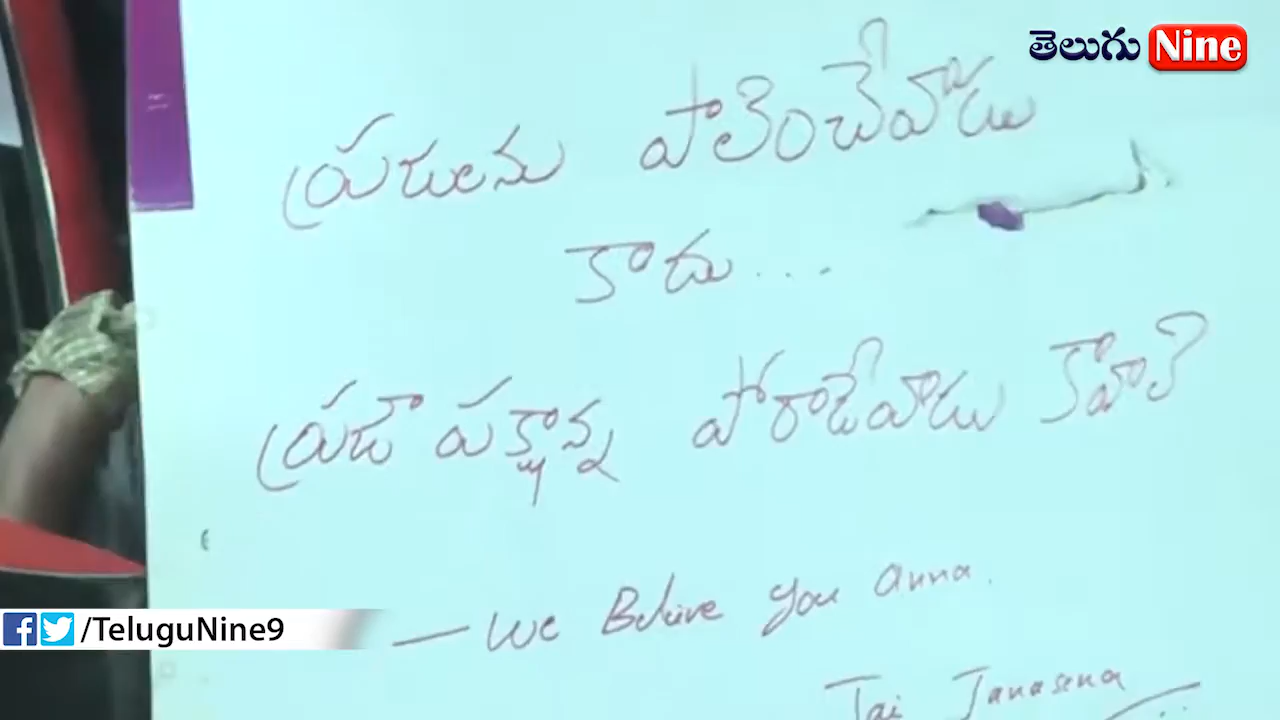 తెలుగు Nine
ప్రజలను పాలించేవాడు
కాదు...
ప్రజా పక్షాన్న పోరాడేవాడు కావాలి
— We Believe you anna.
Jai Janasena
/TeluguNine9